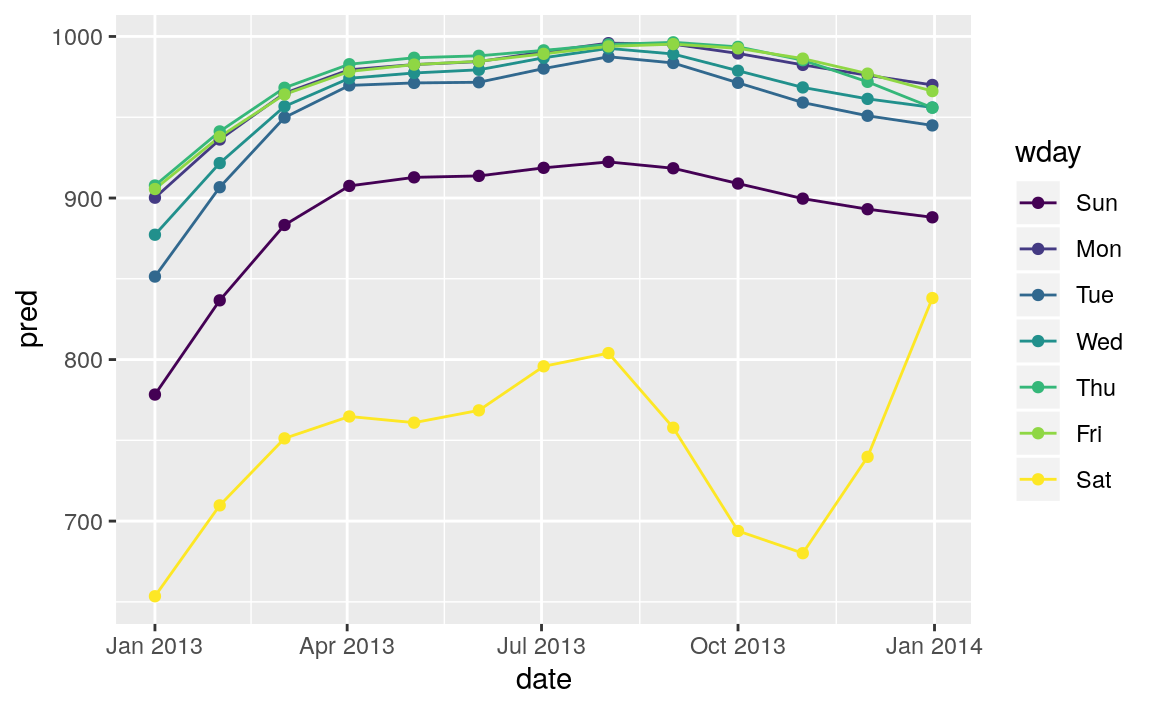 1000
900
800
700
pred
Jan 2013
Apr 2013
Jul 2013
Oct 2013
Jan 2014
date
wday
Sun
Mon
Tue
Wed
Thu
Fri
Sat